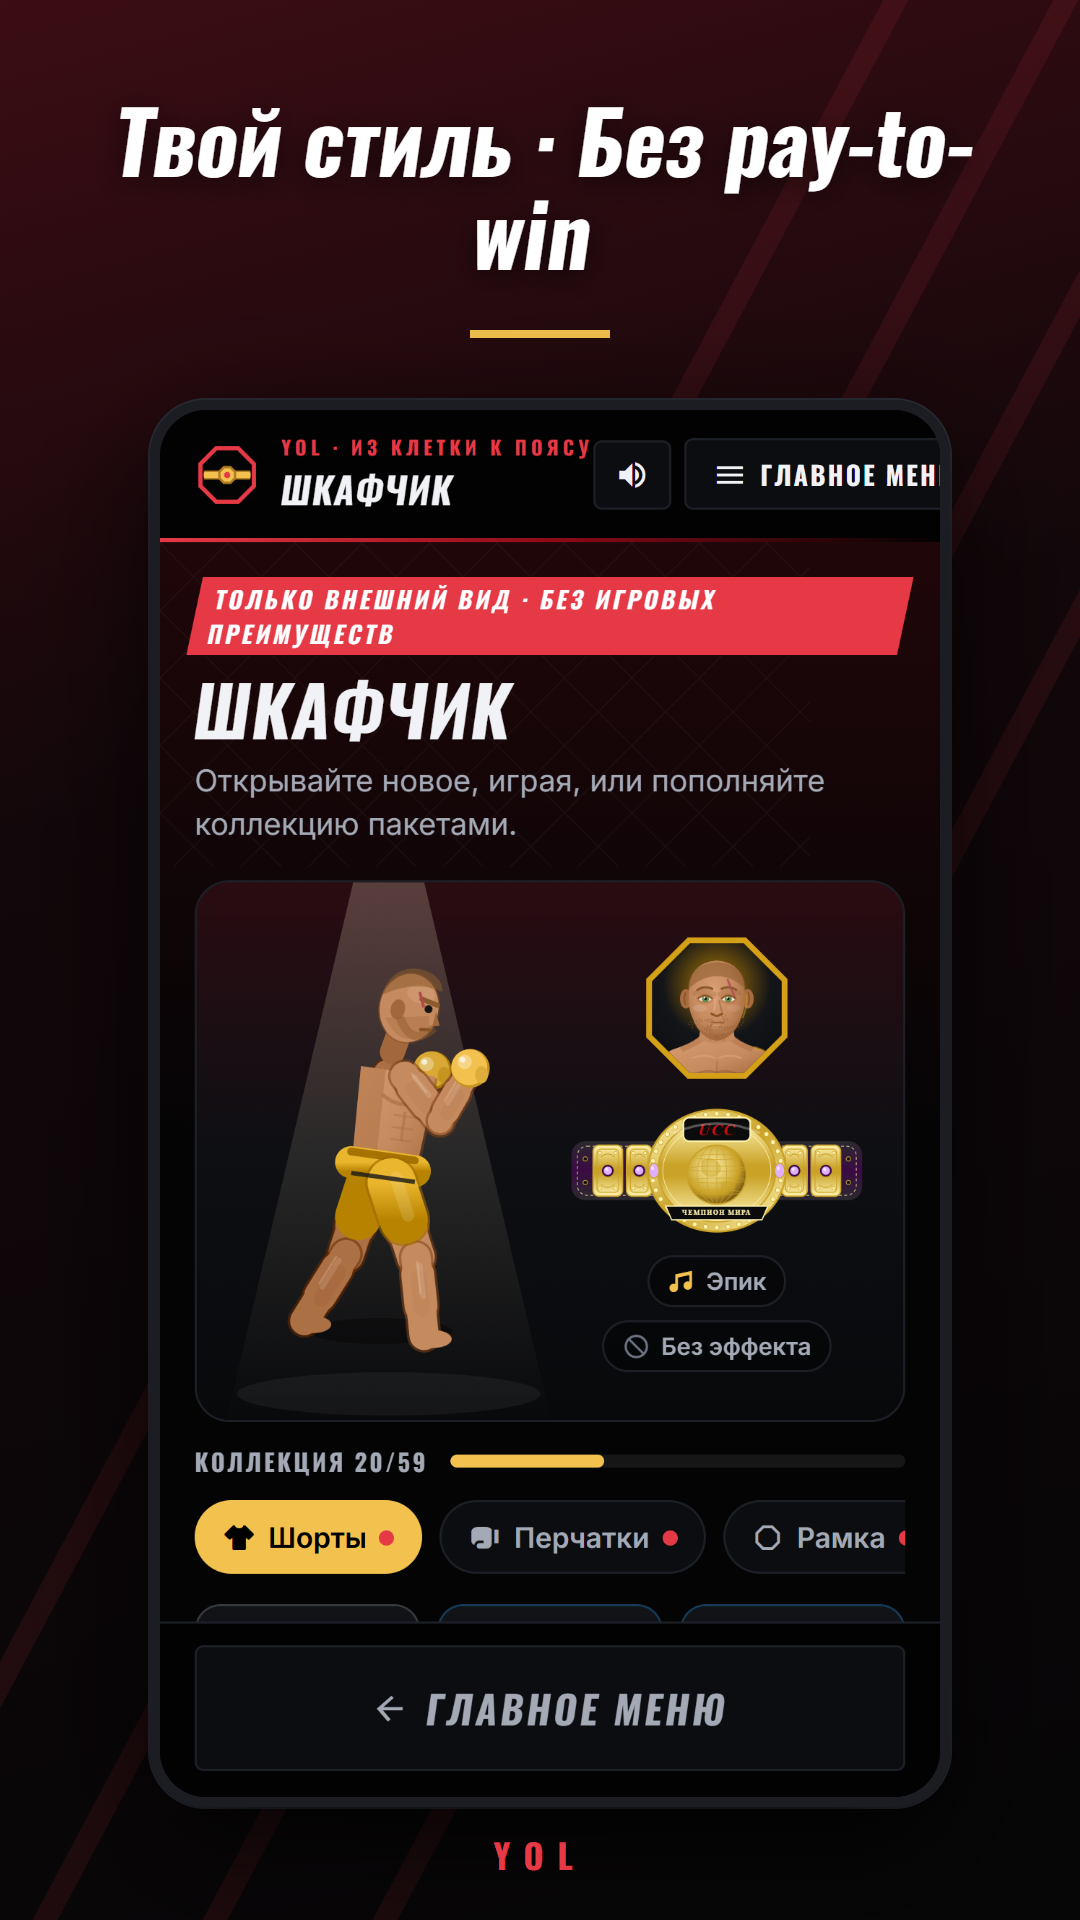 Твой стиль · Без pay-to-
win
YOL · ИЗ КЛЕТКИ К ПОЯСУ
ШКАФЧИК
ГЛАВНОЕ МЕН
ТОЛЬКО ВНЕШНИЙ ВИД · БЕЗ ИГРОВЫХ
ПРЕИМУЩЕСТВ
ШКАФЧИК
Открывайте новое, играя, или пополняйте
коллекцию пакетами.
UCC
ЧЕМПИОН МИРА
Эпик
Без эффекта
КОЛЛЕКЦИЯ 20/59
Шорты
Перчатки
Рамка
← ГЛАВНОЕ МЕНЮ
YOL